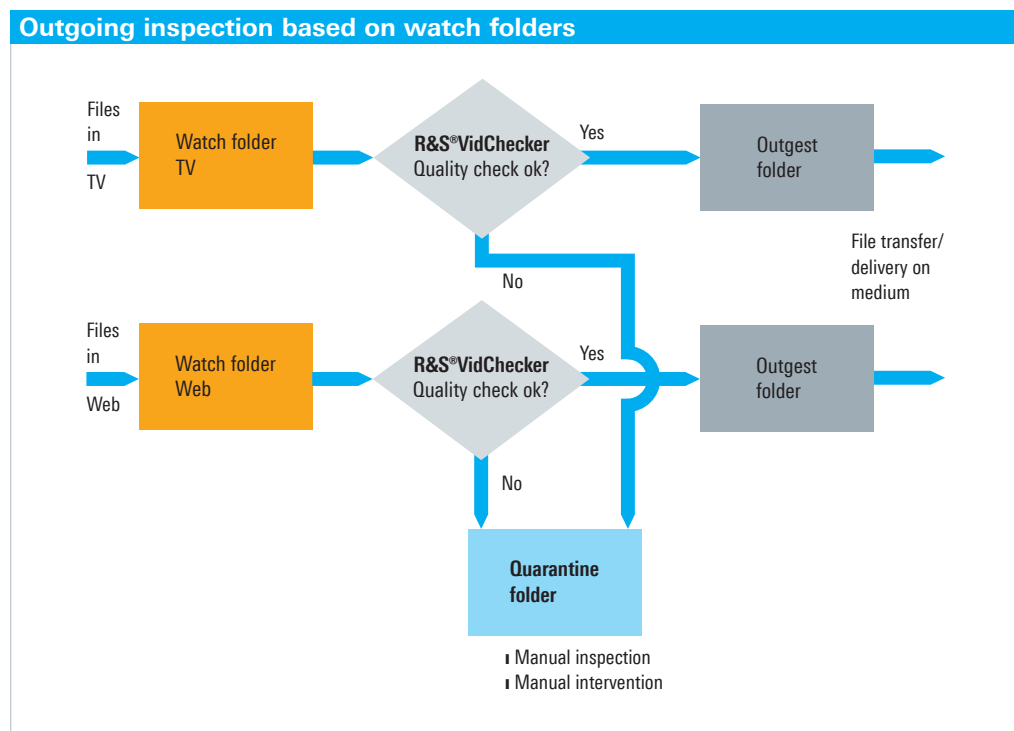 Outgoing inspection based on watch folders
Files
in
TV
Watch folder
TV
R&S®VidChecker
Quality check ok?
Yes
No
Outgest
folder
File transfer/
delivery on
medium
Files
in
Web
Watch folder
Web
R&S®VidChecker
Quality check ok?
Yes
No
Outgest
folder
Quarantine
folder
Manual inspection
Manual intervention